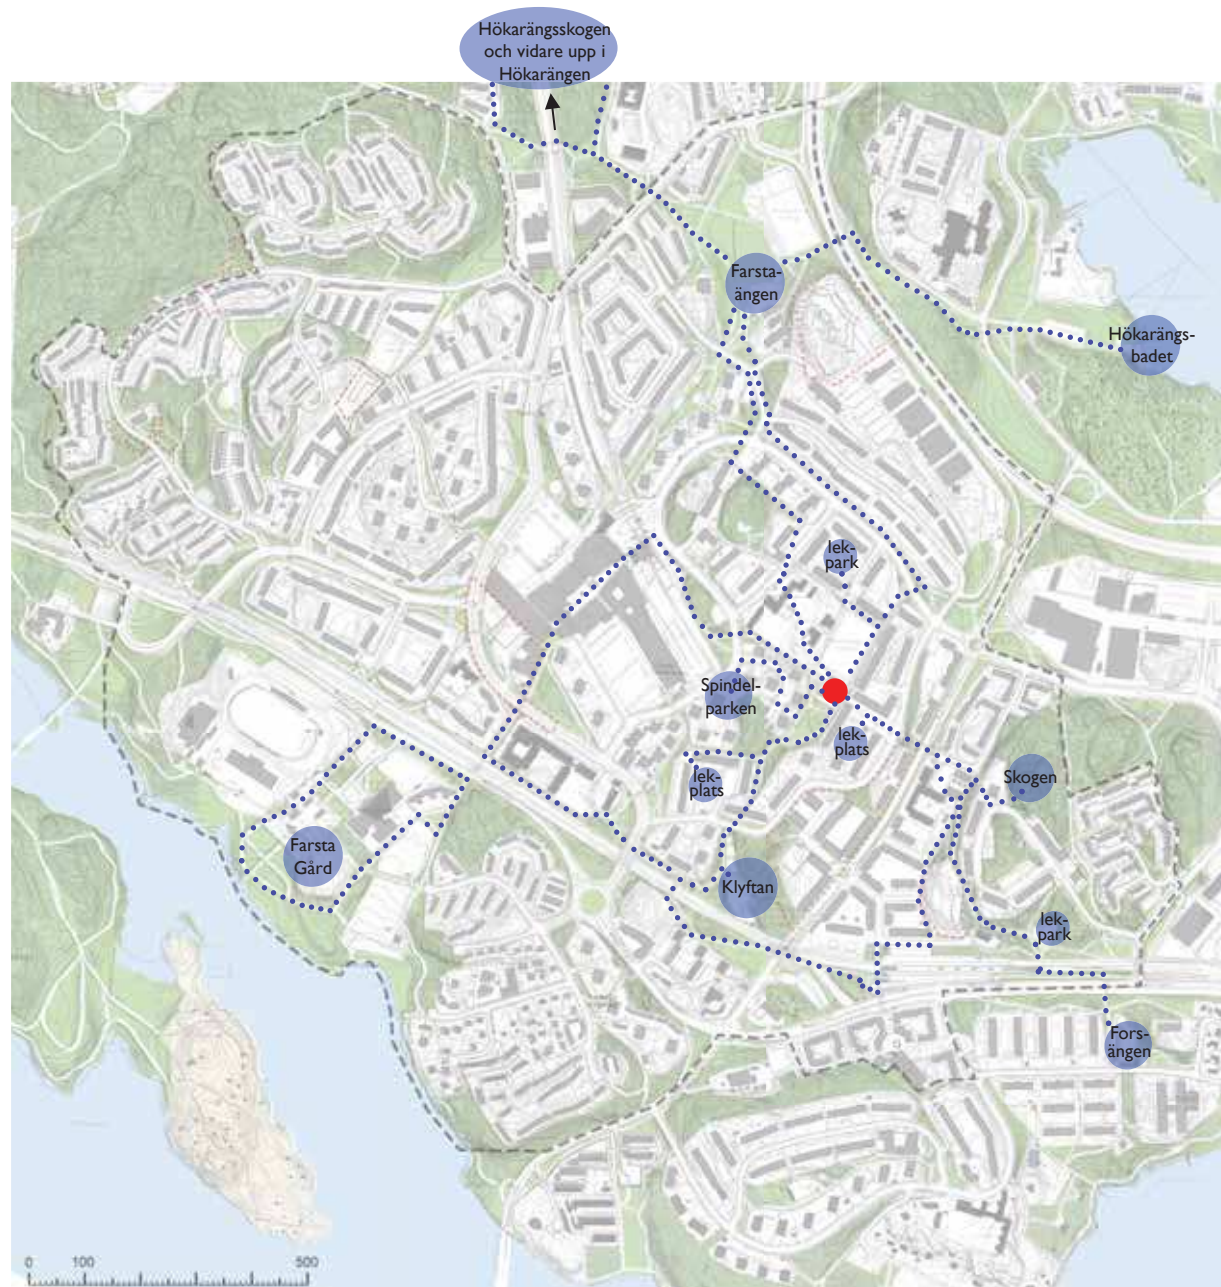 Hökarängsskogen
och vidare upp i
Hökarängen
Farsta-
ängen
Hökarängs-
badet
lek-
park
Spindel-
parken
lek-
plats
lek-
plats
Skogen
Farsta
Gård
Klyftan
lek-
park
Fors-
ängen
0
100
500